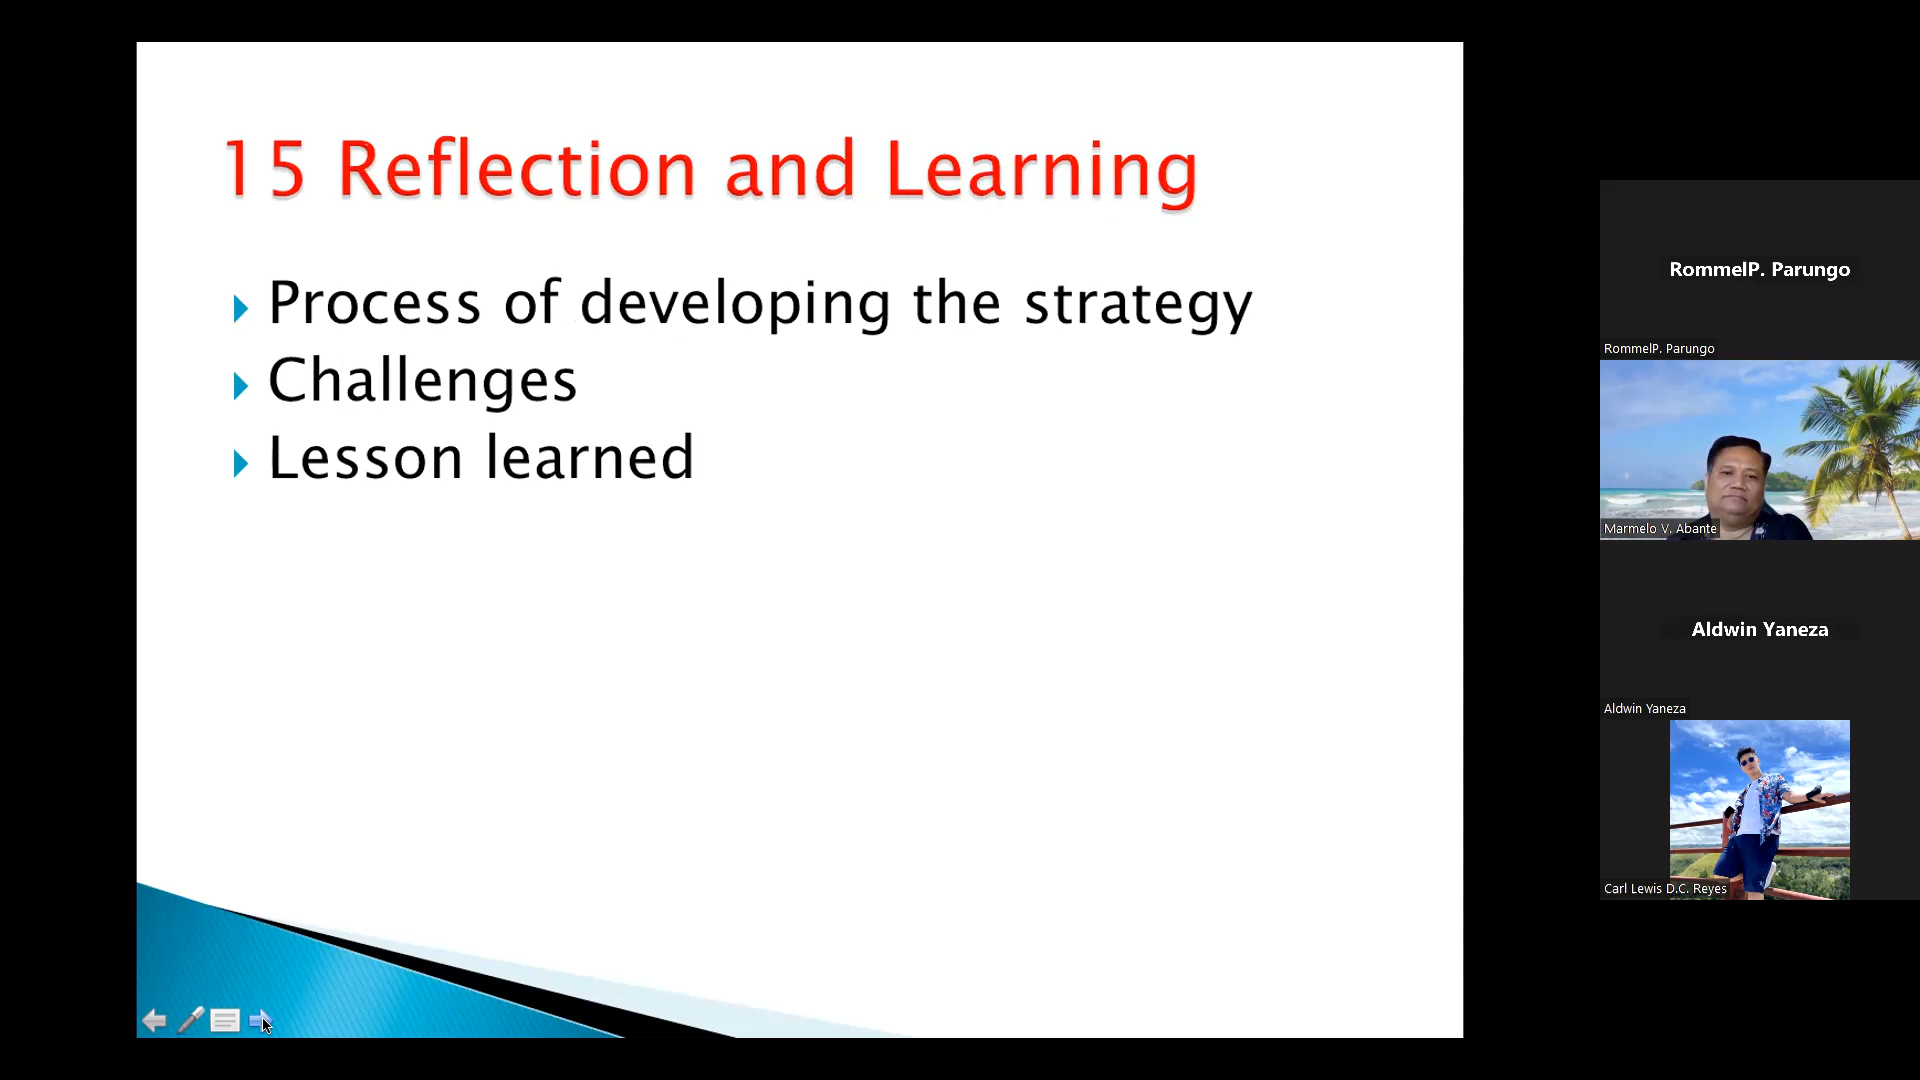 15 Reflection and Learning
Process of developing the strategy
Challenges
Lesson learned
RommelP. Parungo
RommelP. Parungo
Marmelo V. Abante
Aldwin Yaneza
Aldwin Yaneza
Carl Lewis D.C. Reyes